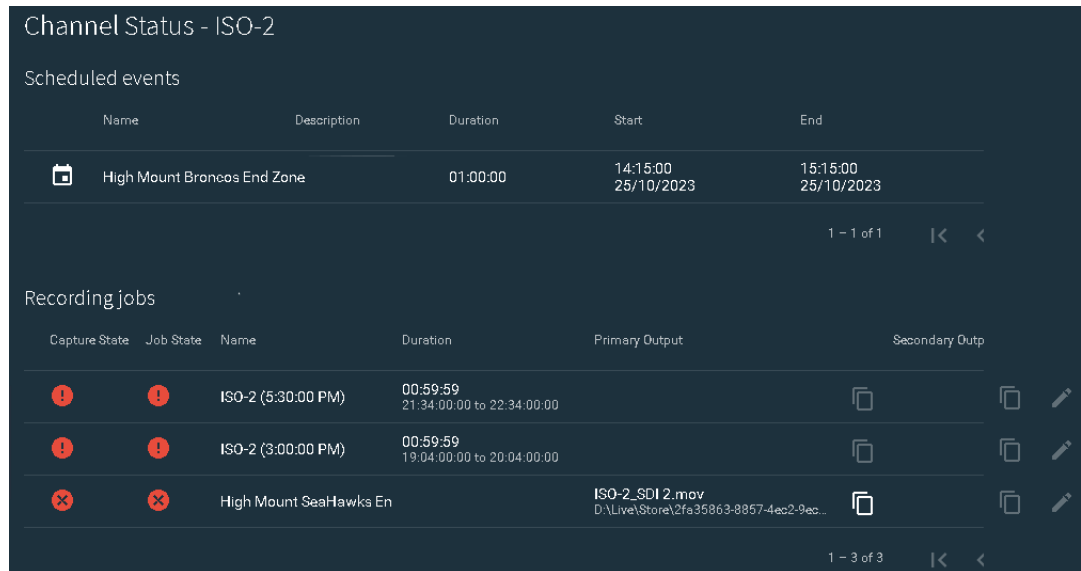 Channel Status - ISO-2
Scheduled events
Name Description Duration Start End
High Mount Broncos End Zone 01:00:00 14:15:00 15:15:00
25/10/2023 25/10/2023
1 – 1 of 1
Recording jobs
Capture State Job State Name Duration Primary Output Secondary Outp
ISO-2 (5:30:00 PM) 00:59:59
21:34:00:00 to 22:34:00:00
ISO-2 (3:00:00 PM) 00:59:59
19:04:00:00 to 20:04:00:00
High Mount SeaHawks En ISO-2_SDI 2.mov
D:\Live\Store\2fa35863-8857-4ec2-9ec...
1 – 3 of 3